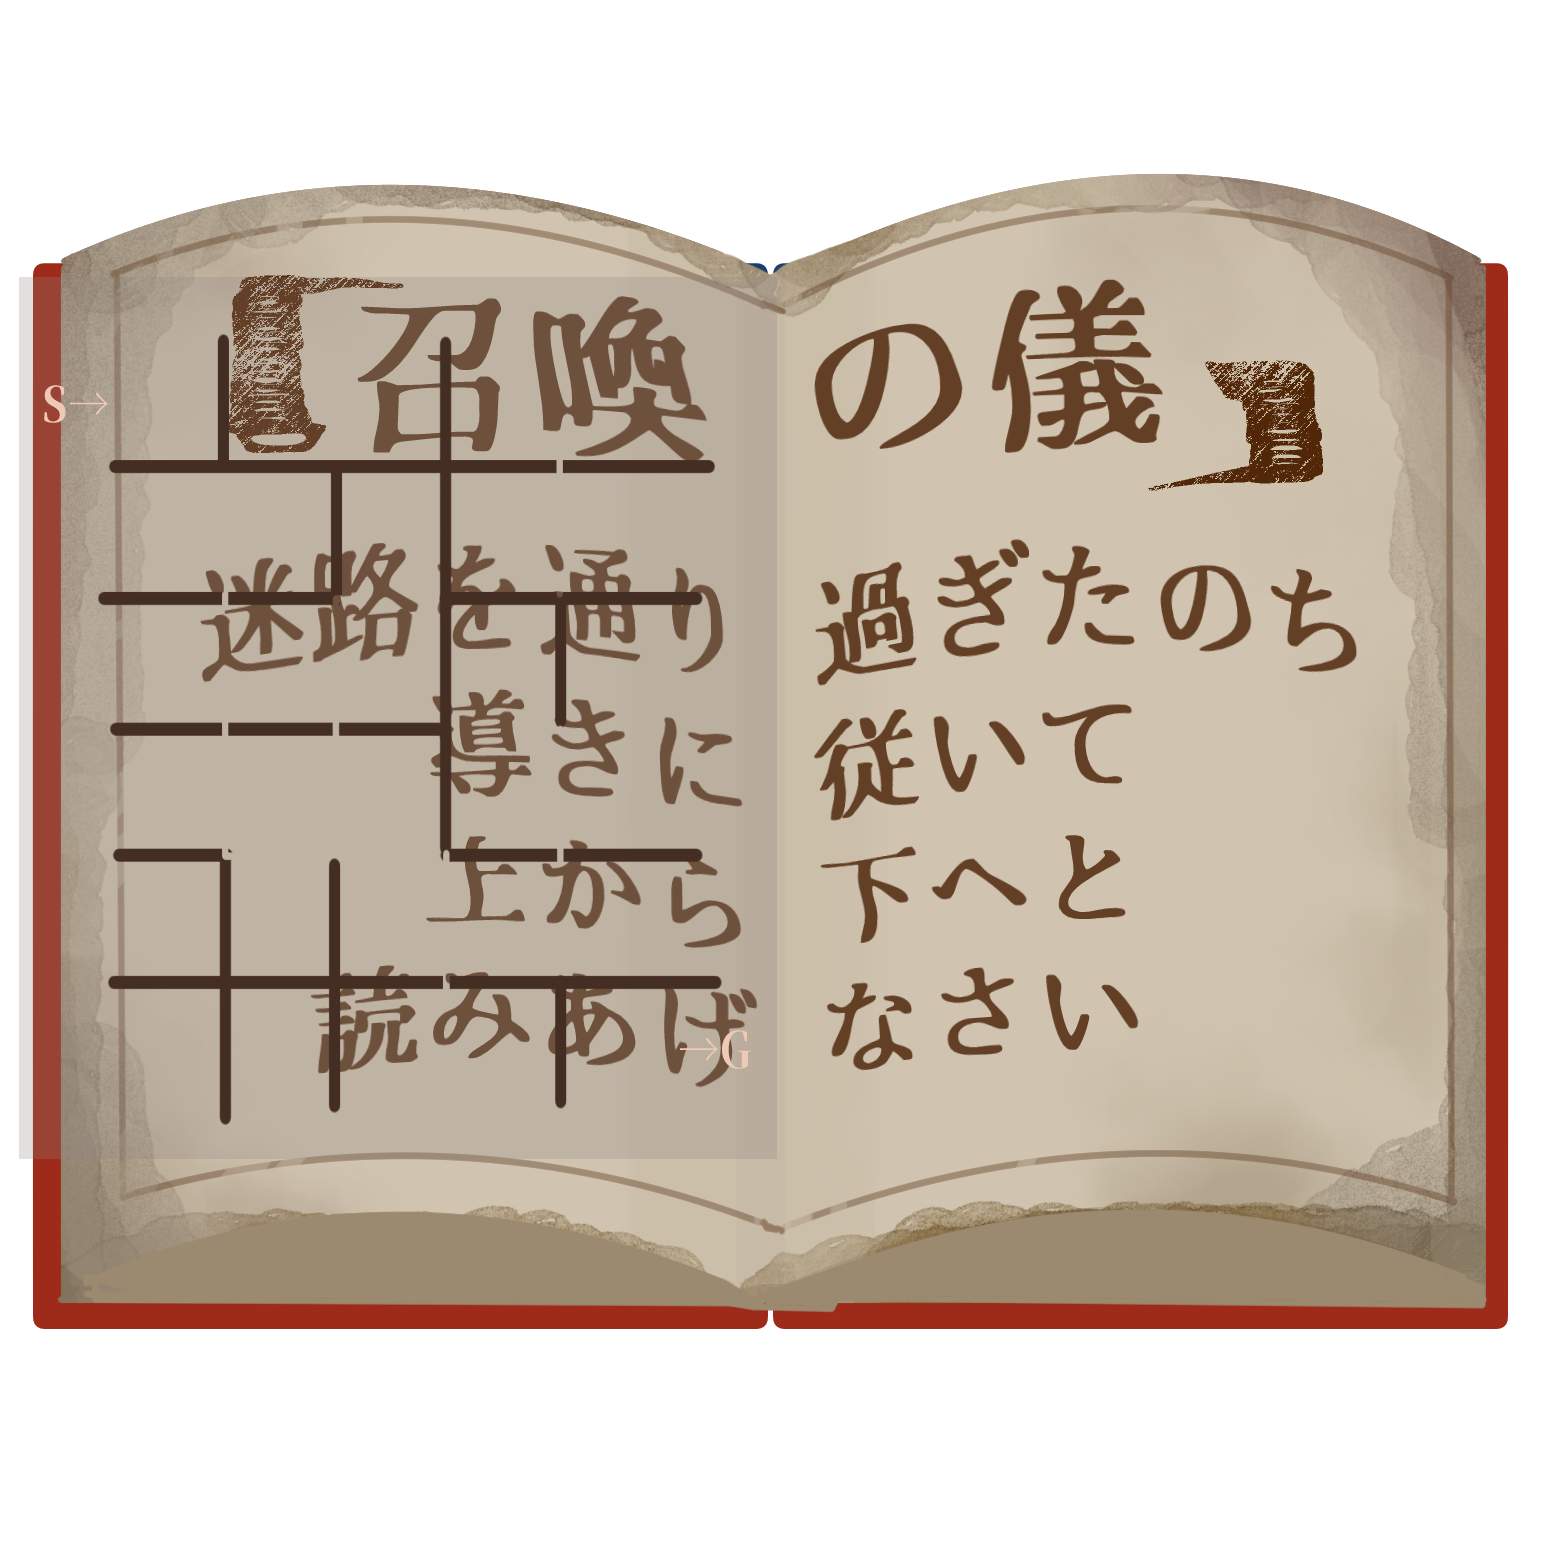 『召喚の儀』
S→
迷路を通り過ぎたのち
導きに従いて
上から下へと
読みあげなさい
→G